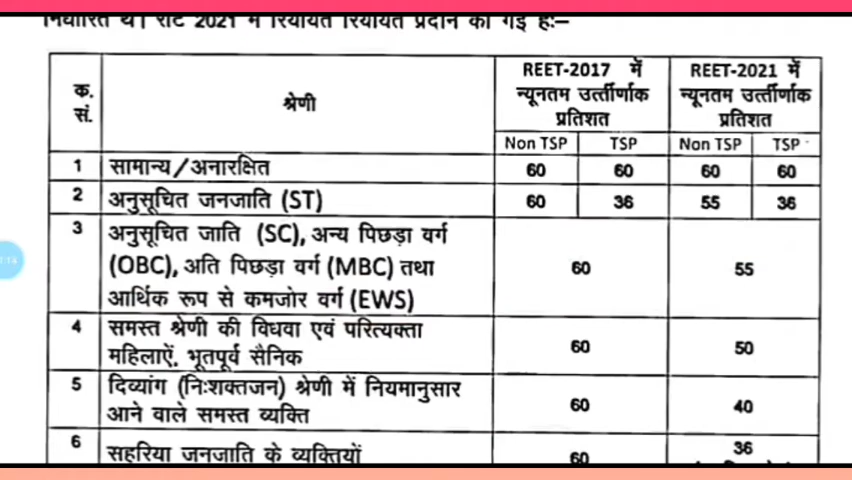 निर्धारित थे। रीट 2021 में रियायत रियायत प्रदान की गई हैः–
क. सं.
श्रेणी
REET-2017 में न्यूनतम उर्त्तीर्णाक प्रतिशत
REET-2021 में न्यूनतम उर्त्तीर्णाक प्रतिशत
Non TSP TSP Non TSP TSP
1 सामान्य/अनारक्षित 60 60 60 60
2 अनुसूचित जनजाति (ST) 60 36 55 36
3 अनुसूचित जाति (SC), अन्य पिछड़ा वर्ग
(OBC), अति पिछड़ा वर्ग (MBC) तथा 60 55
आर्थिक रूप से कमजोर वर्ग (EWS)
4 समस्त श्रेणी की विधवा एवं परित्यक्ता
महिलाऐं, भूतपूर्व सैनिक 60 50
5 दिव्यांग (निःशक्तजन) श्रेणी में नियमानुसार
आने वाले समस्त व्यक्ति 60 40
6 सहरिया जनजाति के व्यक्तियों 60 36